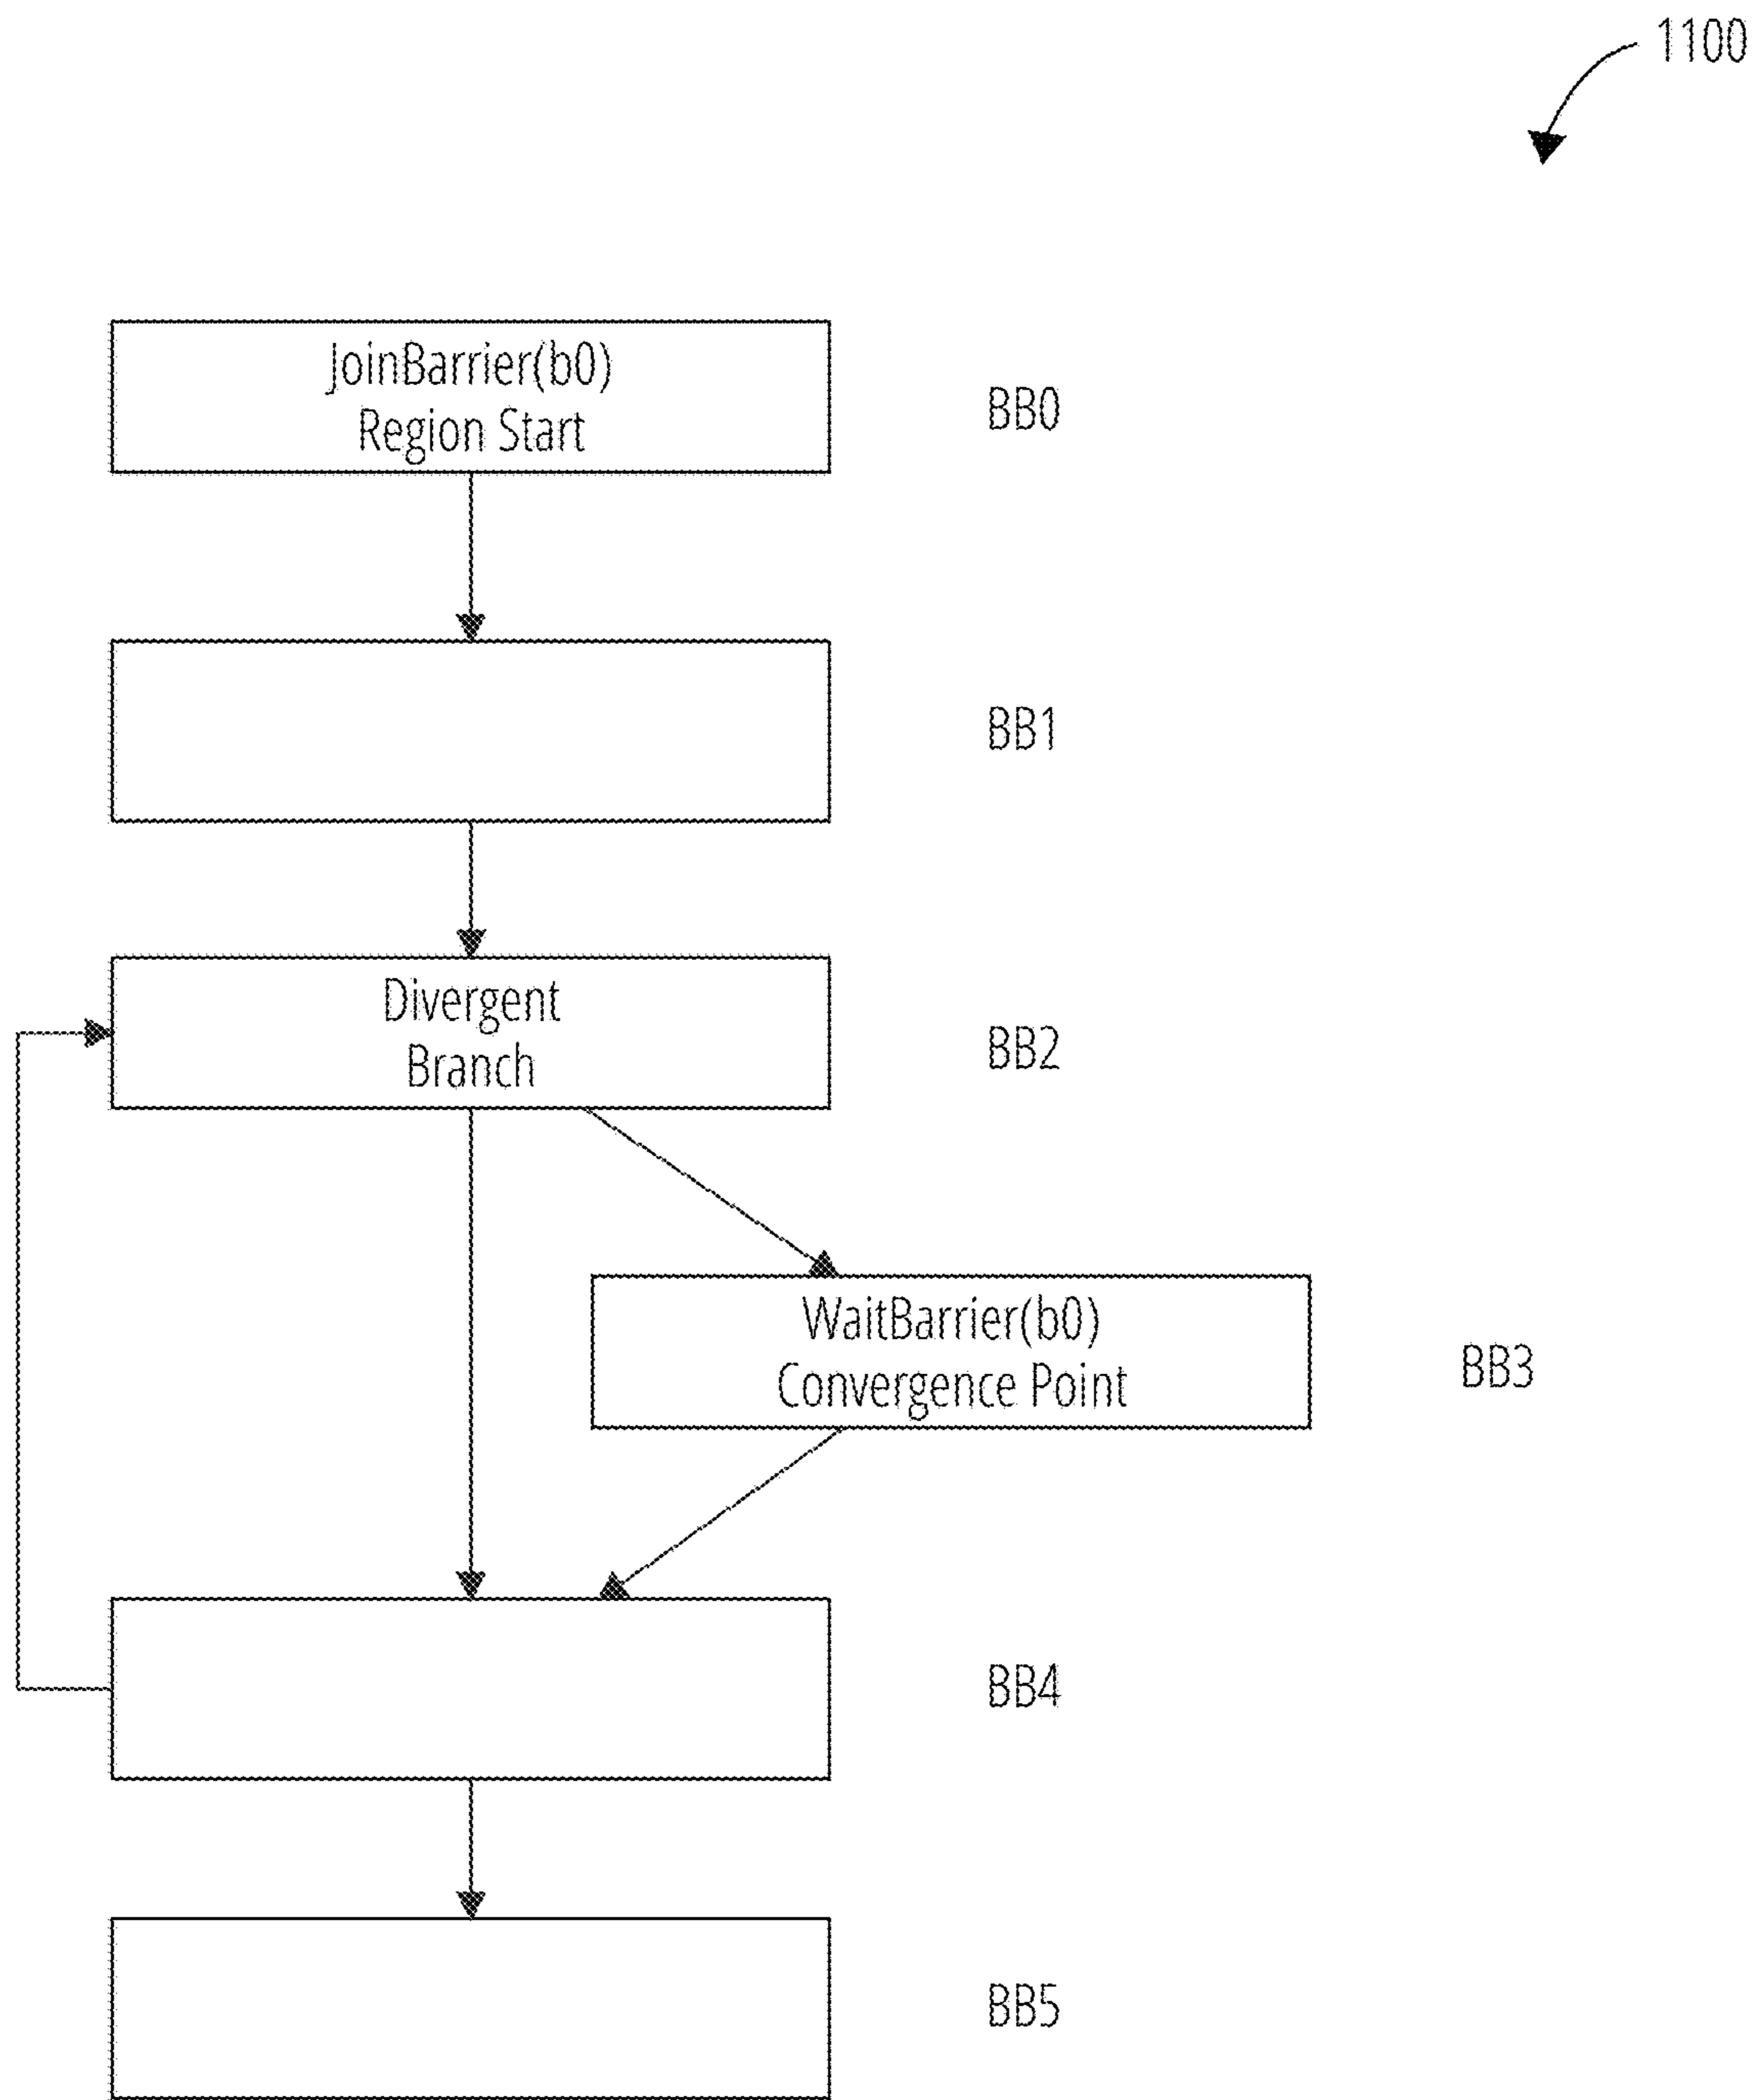 1100
JoinBarrier(b0)
Region Start
BB0
BB1
Divergent
Branch
BB2
WaitBarrier(b0)
Convergence Point
BB3
BB4
BB5